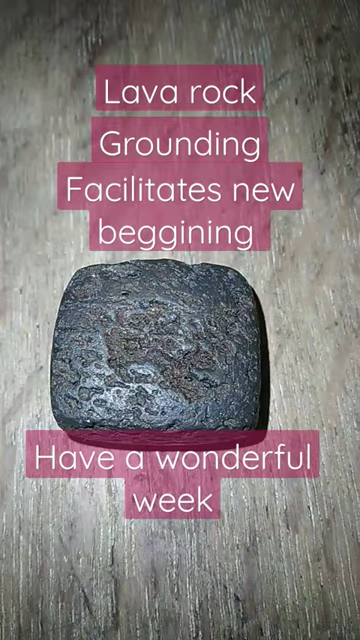 Lava rock
Grounding
Facilitates new
beggining
Have a wonderful
week